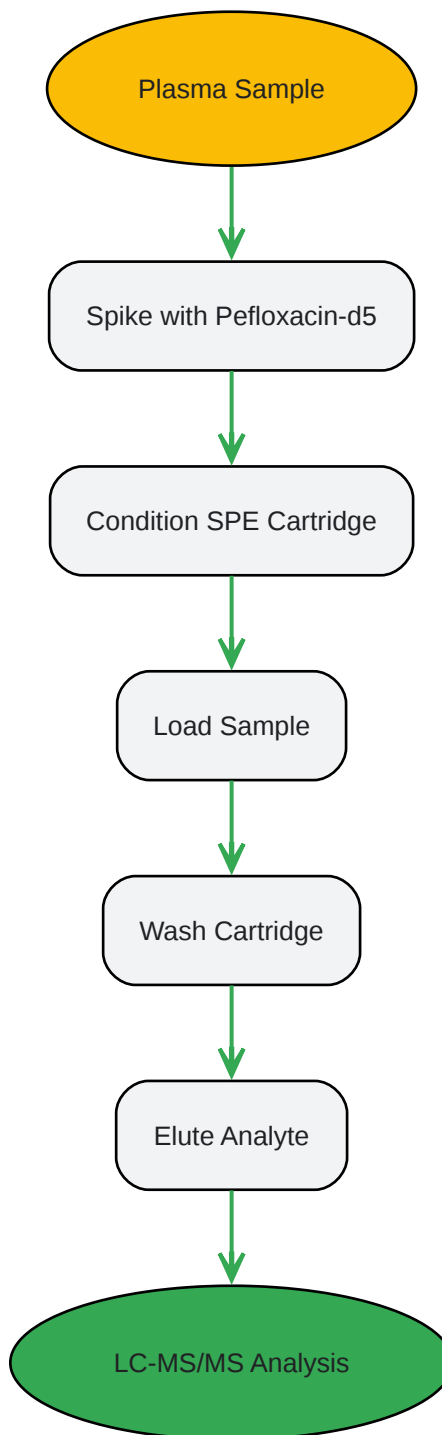 Plasma Sample
Spike with Pefloxacin-d5
Condition SPE Cartridge
Load Sample
Wash Cartridge
Elute Analyte
LC-MS/MS Analysis